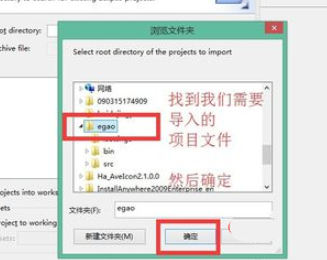 浏览文件夹
t directory:
Select root directory of the projects to import
chive file:
网络
090315174909
找到我们需要
导入的
项目文件
egao
bin
src
Ha_AveIcon2.1.0.0
然后确定
InstallAnywhere2009Enterprise_en
ojects into works
ets
project to working
文件夹(F):
egao
新建文件夹(M)
确定